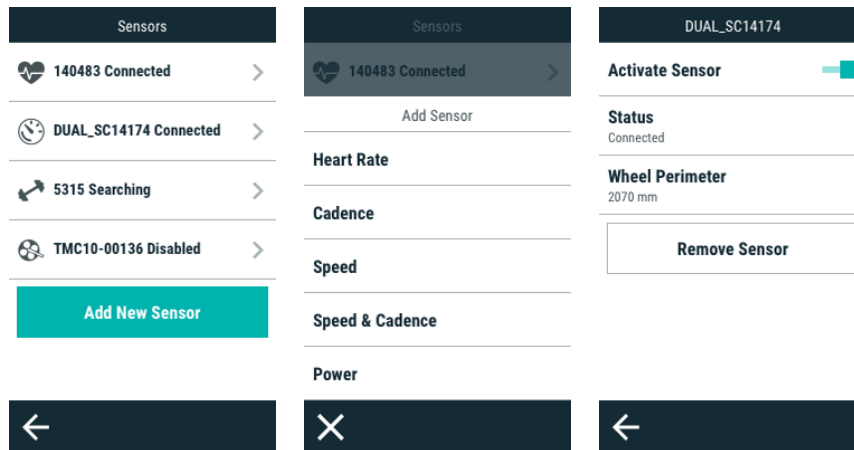 Sensors
140483 Connected
DUAL_SC14174 Connected
5315 Searching
TMC10-00136 Disabled
Add New Sensor
Sensors
140483 Connected
Add Sensor
Heart Rate
Cadence
Speed
Speed & Cadence
Power
DUAL_SC14174
Activate Sensor
Status
Connected
Wheel Perimeter
2070 mm
Remove Sensor